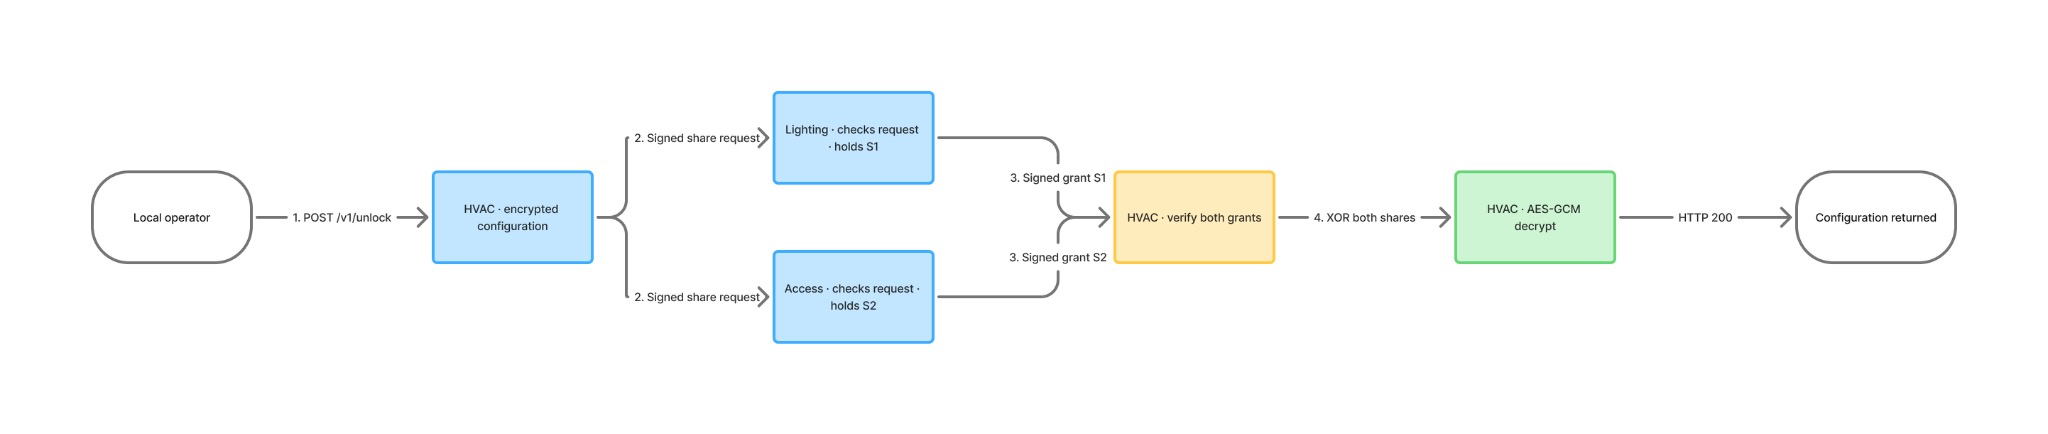 Local operator
1. POST /v1/unlock
HVAC · encrypted
configuration
2. Signed share request
Lighting · checks request
· holds S1
2. Signed share request
Access · checks request ·
holds S2
3. Signed grant S1
3. Signed grant S2
HVAC · verify both grants
4. XOR both shares
HVAC · AES-GCM
decrypt
HTTP 200
Configuration returned